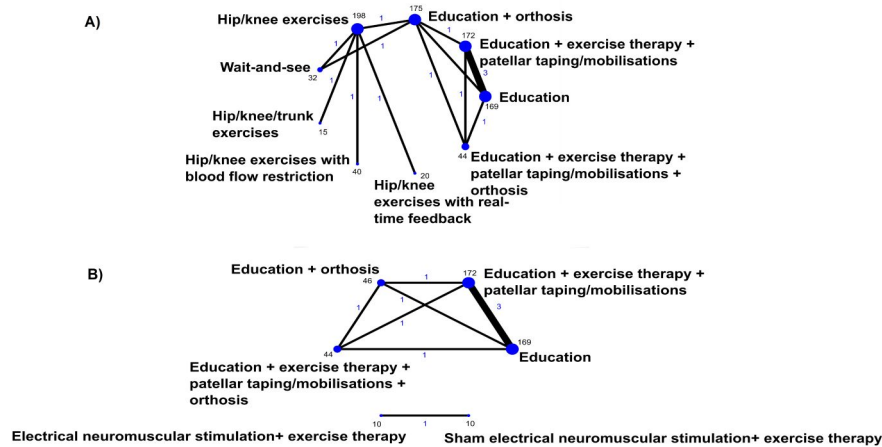 A)
Hip/knee exercises
198
175
Education + orthosis
1
1
172
Education + exercise therapy +
patellar taping/mobilisations
1
1
Wait-and-see
32
1
3
Education
169
1
1
1
1
Hip/knee/trunk
exercises
15
Hip/knee exercises with
blood flow restriction
40
20
Hip/knee
exercises with real-
time feedback
44
Education + exercise therapy +
patellar taping/mobilisations +
orthosis
B)
Education + orthosis
46
1
172
Education + exercise therapy +
patellar taping/mobilisations
1
1
3
1
169
Education
44
1
Education + exercise therapy +
patellar taping/mobilisations +
orthosis
10
1
10
Electrical neuromuscular stimulation+ exercise therapy
Sham electrical neuromuscular stimulation+ exercise therapy